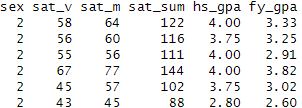 sex sat_v sat_m sat_sum hs_gpa fy_gpa
2 58 64 122 4.00 3.33
2 56 60 116 3.75 3.25
2 55 56 111 4.00 2.91
2 67 77 144 4.00 3.82
2 45 57 102 3.75 3.02
2 43 45 88 2.80 2.60